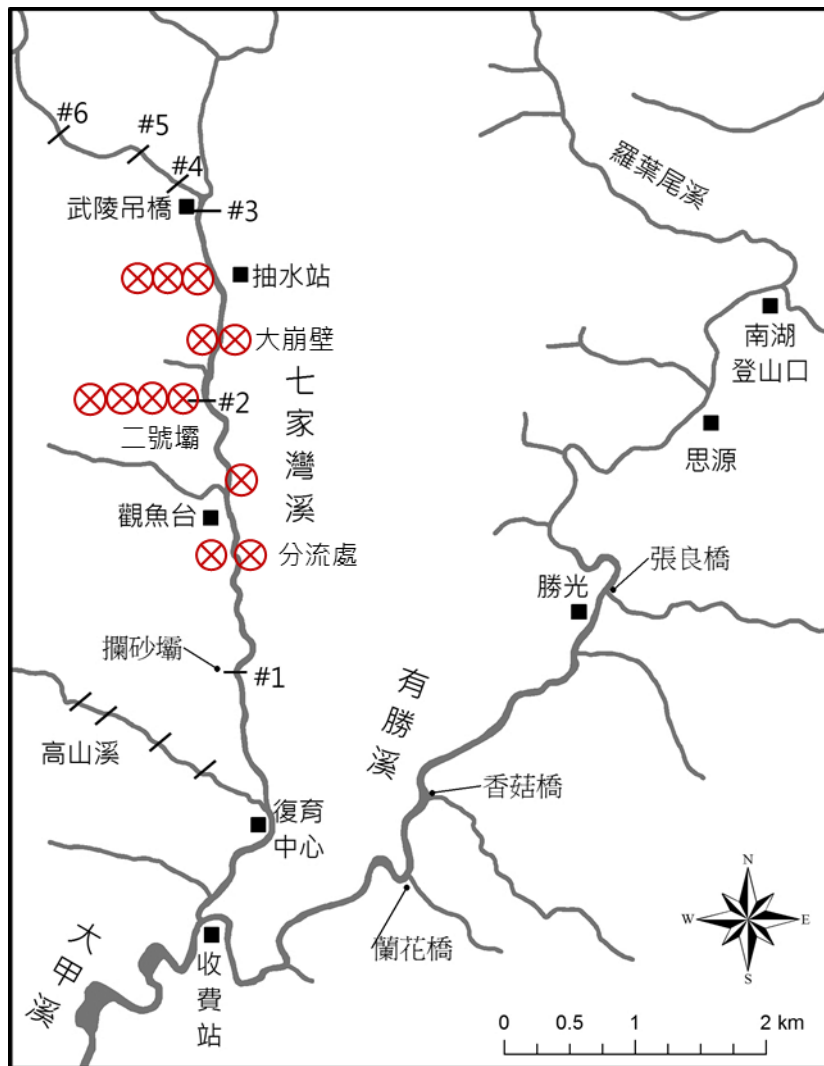 #6
#5
#4
武陵吊橋
#3
羅葉尾溪
抽水站
南湖
登山口
大崩壁
七家灣溪
#2
二號壩
思源
觀魚台
分流處
張良橋
勝光
攔砂壩
#1
有勝溪
高山溪
香菇橋
復育
中心
N
W
E
S
蘭花橋
大甲溪
收費站
0 0.5 1 2 km